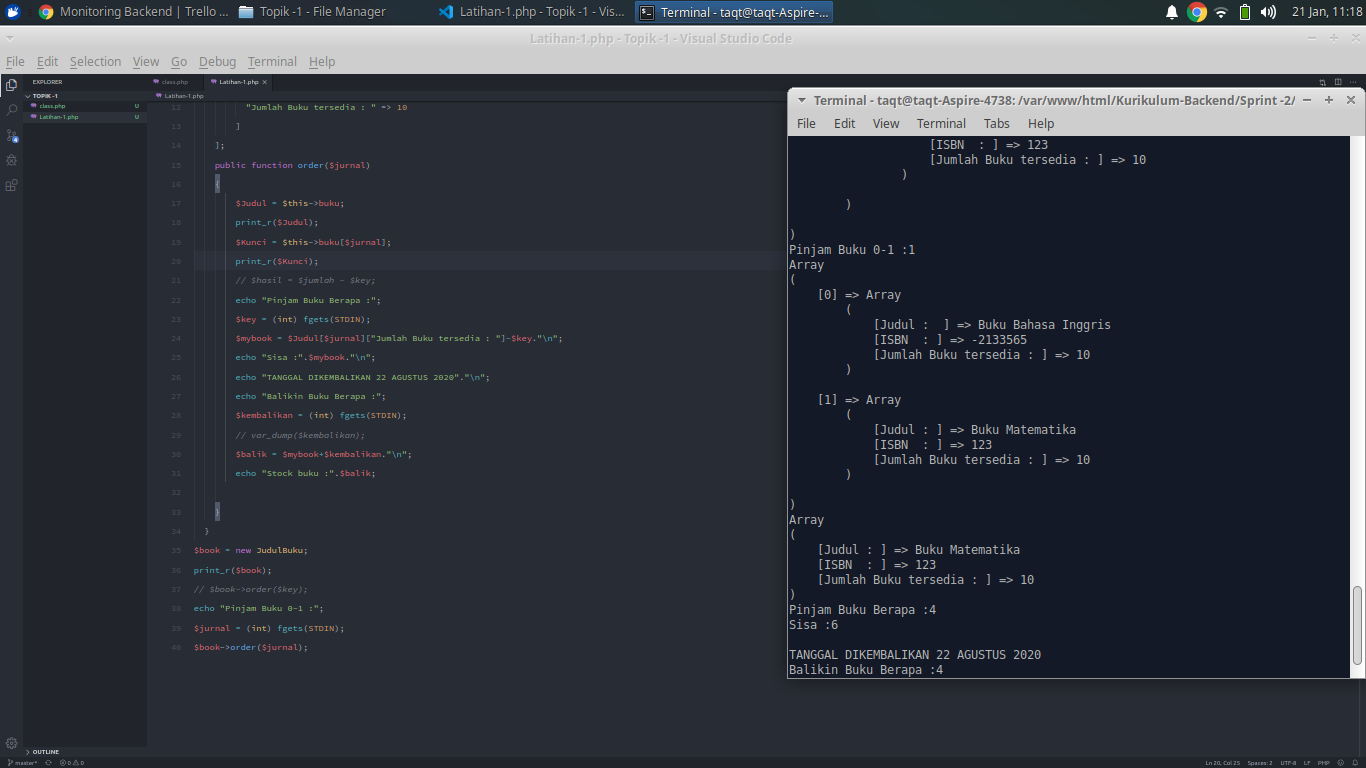 Monitoring Backend | Trello ...
Topik -1 - File Manager
Latihan-1.php - Topik -1 - Vis...
Terminal - taqt@taqt-Aspire-...
21 Jan, 11:18
Latihan-1.php - Topik -1 - Visual Studio Code
File Edit Selection View Go Debug Terminal Help
EXPLORER
TOPIK -1
class.php U
Latihan-1.php U
OUTLINE
class.php
Latihan-1.php ×
Latihan-1.php
12 "Jumlah Buku tersedia : " => 10
13 ]
14 ];
15 public function order($jurnal)
16 {
17 $Judul = $this->buku;
18 print_r($Judul);
19 $Kunci = $this->buku[$jurnal];
20 print_r($Kunci);
21 // $hasil = $jumlah - $key;
22 echo "Pinjam Buku Berapa :";
23 $key = (int) fgets(STDIN);
24 $mybook = $Judul[$jurnal]["Jumlah Buku tersedia : "]-$key."\n";
25 echo "Sisa :".$mybook."\n";
26 echo "TANGGAL DIKEMBALIKAN 22 AGUSTUS 2020"."\n";
27 echo "Balikin Buku Berapa :";
28 $kembalikan = (int) fgets(STDIN);
29 // var_dump($kembalikan);
30 $balik = $mybook+$kembalikan."\n";
31 echo "Stock buku :".$balik;
32
33 }
34 }
35 $book = new JudulBuku;
36 print_r($book);
37 // $book->order($key);
38 echo "Pinjam Buku 0-1 :";
39 $jurnal = (int) fgets(STDIN);
40 $book->order($jurnal);
Terminal - taqt@taqt-Aspire-4738: /var/www/html/Kurikulum-Backend/Sprint -2/
File Edit View Terminal Tabs Help
[ISBN  : ] => 123
[Jumlah Buku tersedia : ] => 10
)
)
)
Pinjam Buku 0-1 :1
Array
(
[0] => Array
(
[Judul :  ] => Buku Bahasa Inggris
[ISBN  : ] => -2133565
[Jumlah Buku tersedia : ] => 10
)
[1] => Array
(
[Judul : ] => Buku Matematika
[ISBN  : ] => 123
[Jumlah Buku tersedia : ] => 10
)
)
Array
(
[Judul : ] => Buku Matematika
[ISBN  : ] => 123
[Jumlah Buku tersedia : ] => 10
)
Pinjam Buku Berapa :4
Sisa :6
TANGGAL DIKEMBALIKAN 22 AGUSTUS 2020
Balikin Buku Berapa :4
master* 0 0
Ln 20, Col 25 Spaces: 2 UTF-8 LF PHP